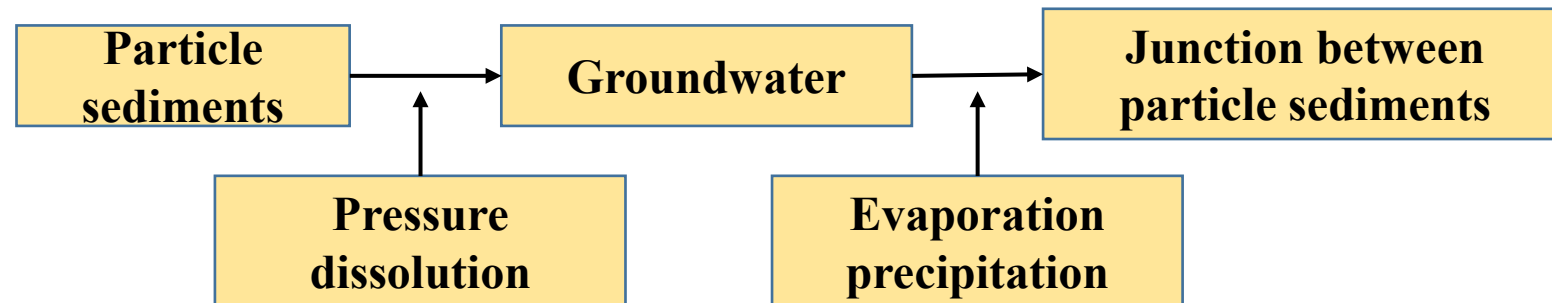 Particle
sediments
Groundwater
Junction between
particle sediments
Pressure
dissolution
Evaporation
precipitation